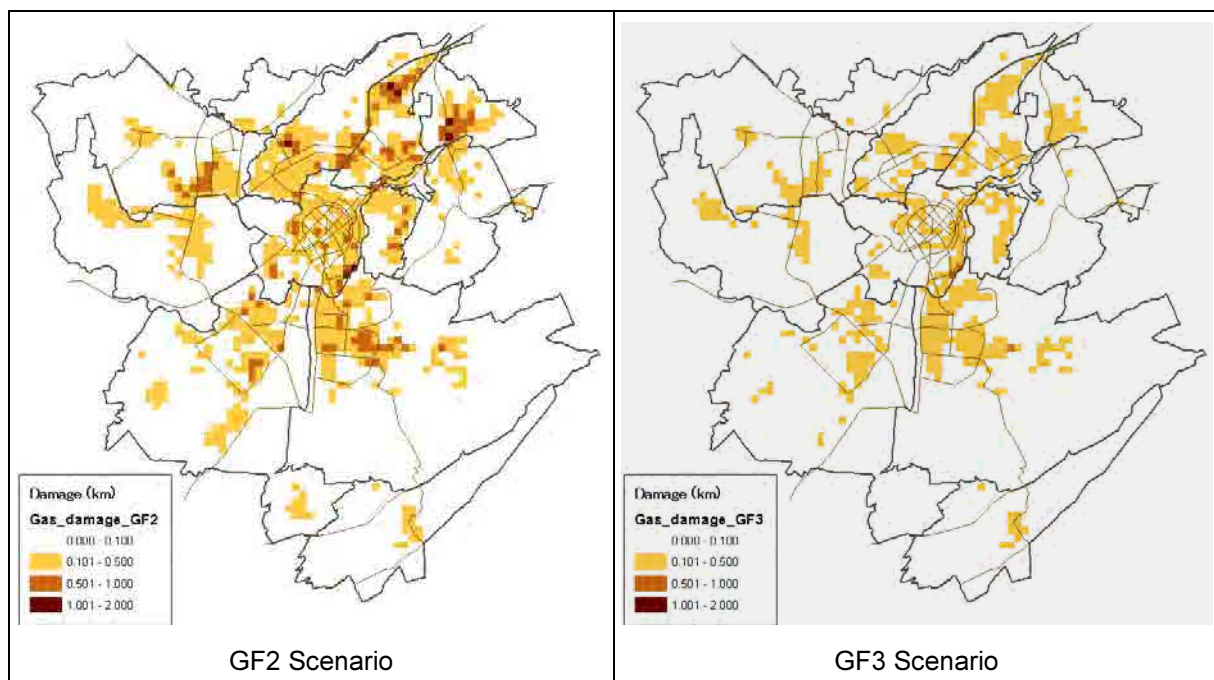 Damage (km)
Gas_damage_GF2
0.000 - 0.100
0.101 - 0.500
0.501 - 1.000
1.001 - 2.000
GF2 Scenario
Damage (km)
Gas_damage_GF3
0.000 - 0.100
0.101 - 0.500
0.501 - 1.000
1.001 - 2.000
GF3 Scenario